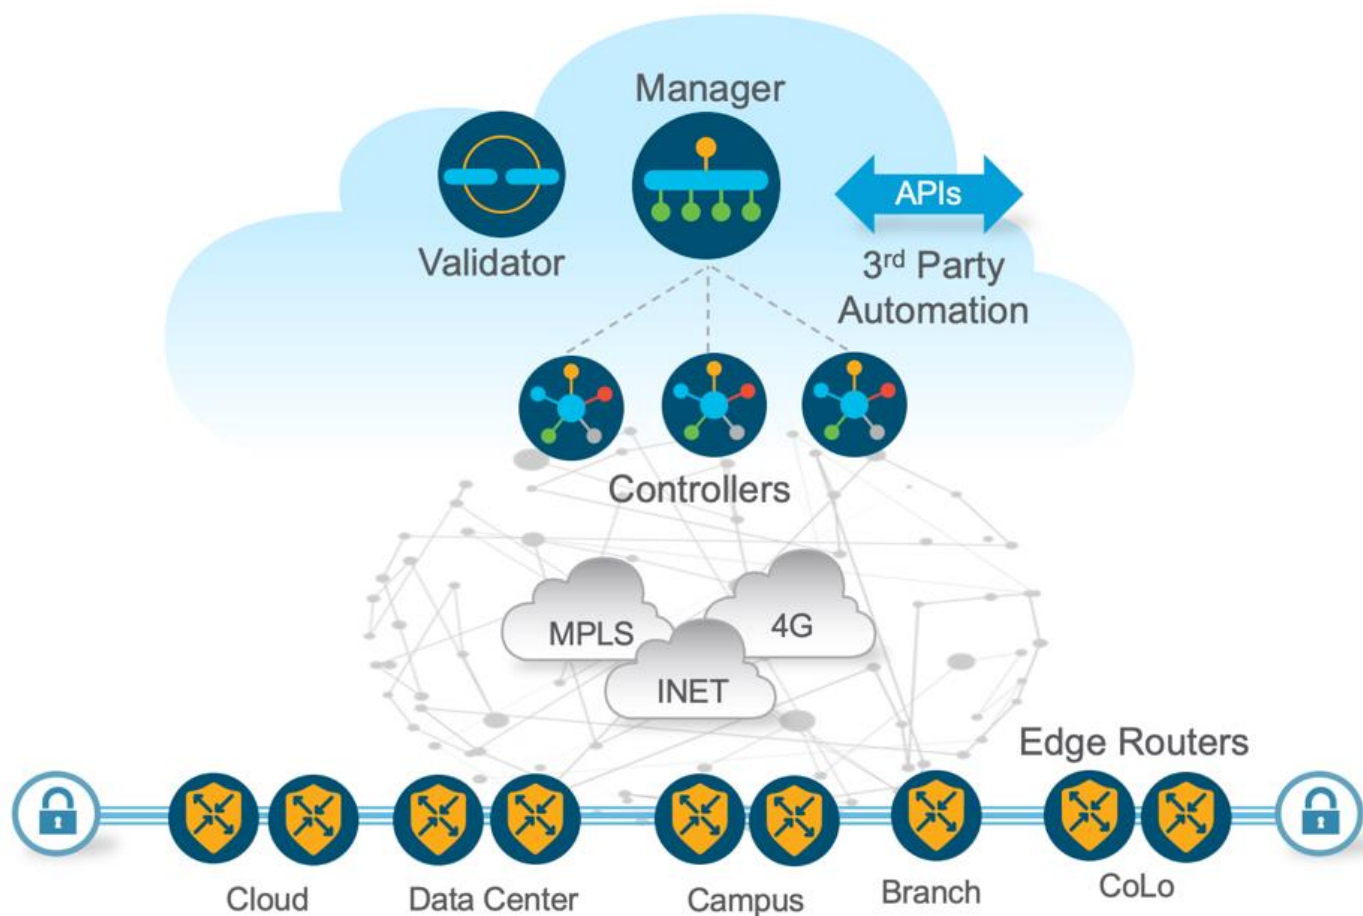 Manager
Validator
APIs
3rd Party
Automation
Controllers
MPLS
4G
INET
Edge Routers
Cloud
Data Center
Campus
Branch
CoLo